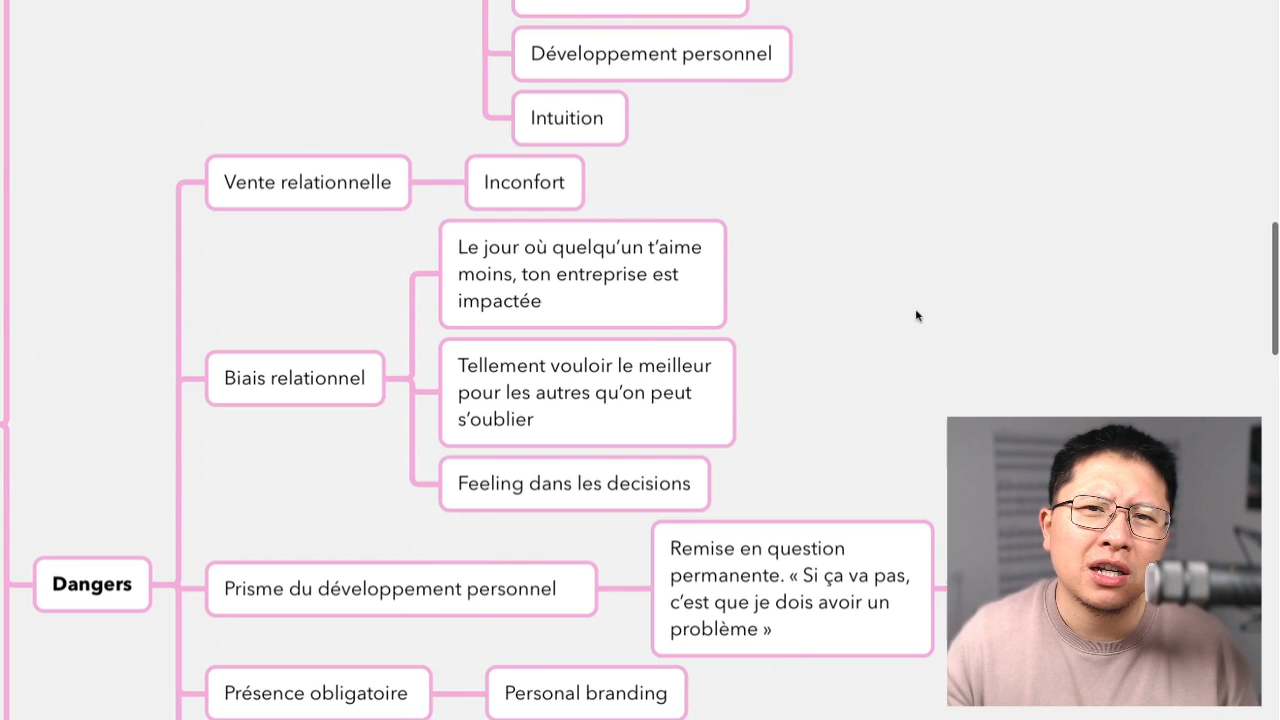 Développement personnel
Intuition
Vente relationnelle
Inconfort
Le jour où quelqu’un t’aime
moins, ton entreprise est
impactée
Biais relationnel
Tellement vouloir le meilleur
pour les autres qu’on peut
s’oublier
Feeling dans les decisions
Dangers
Prisme du développement personnel
Remise en question
permanente. « Si ça va pas,
c’est que je dois avoir un
problème »
Présence obligatoire
Personal branding